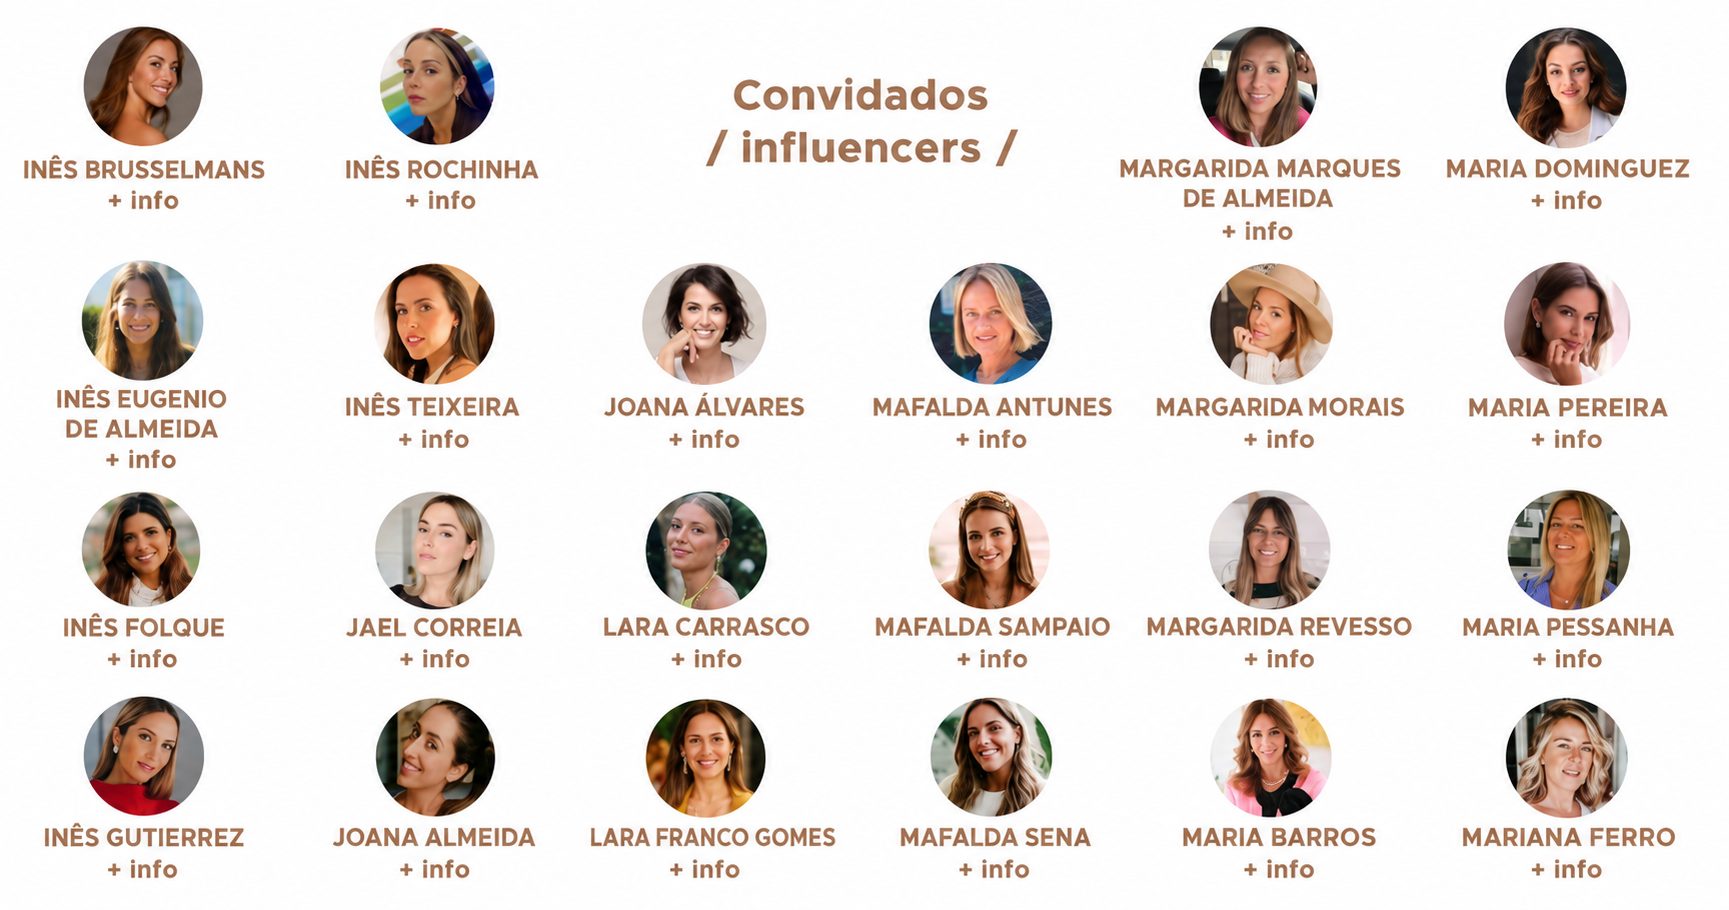 Convidados
/ influencers /
INÊS BRUSSELMANS
+ info
INÊS ROCHINHA
+ info
MARGARIDA MARQUES
DE ALMEIDA
+ info
MARIA DOMINGUEZ
+ info
INÊS EUGENIO
DE ALMEIDA
+ info
INÊS TEIXEIRA
+ info
JOANA ÁLVARES
+ info
MAFALDA ANTUNES
+ info
MARGARIDA MORAIS
+ info
MARIA PEREIRA
+ info
INÊS FOLQUE
+ info
JAEL CORREIA
+ info
LARA CARRASCO
+ info
MAFALDA SAMPAIO
+ info
MARGARIDA REVESSO
+ info
MARIA PESSANHA
+ info
INÊS GUTIERREZ
+ info
JOANA ALMEIDA
+ info
LARA FRANCO GOMES
+ info
MAFALDA SENA
+ info
MARIA BARROS
+ info
MARIANA FERRO
+ info